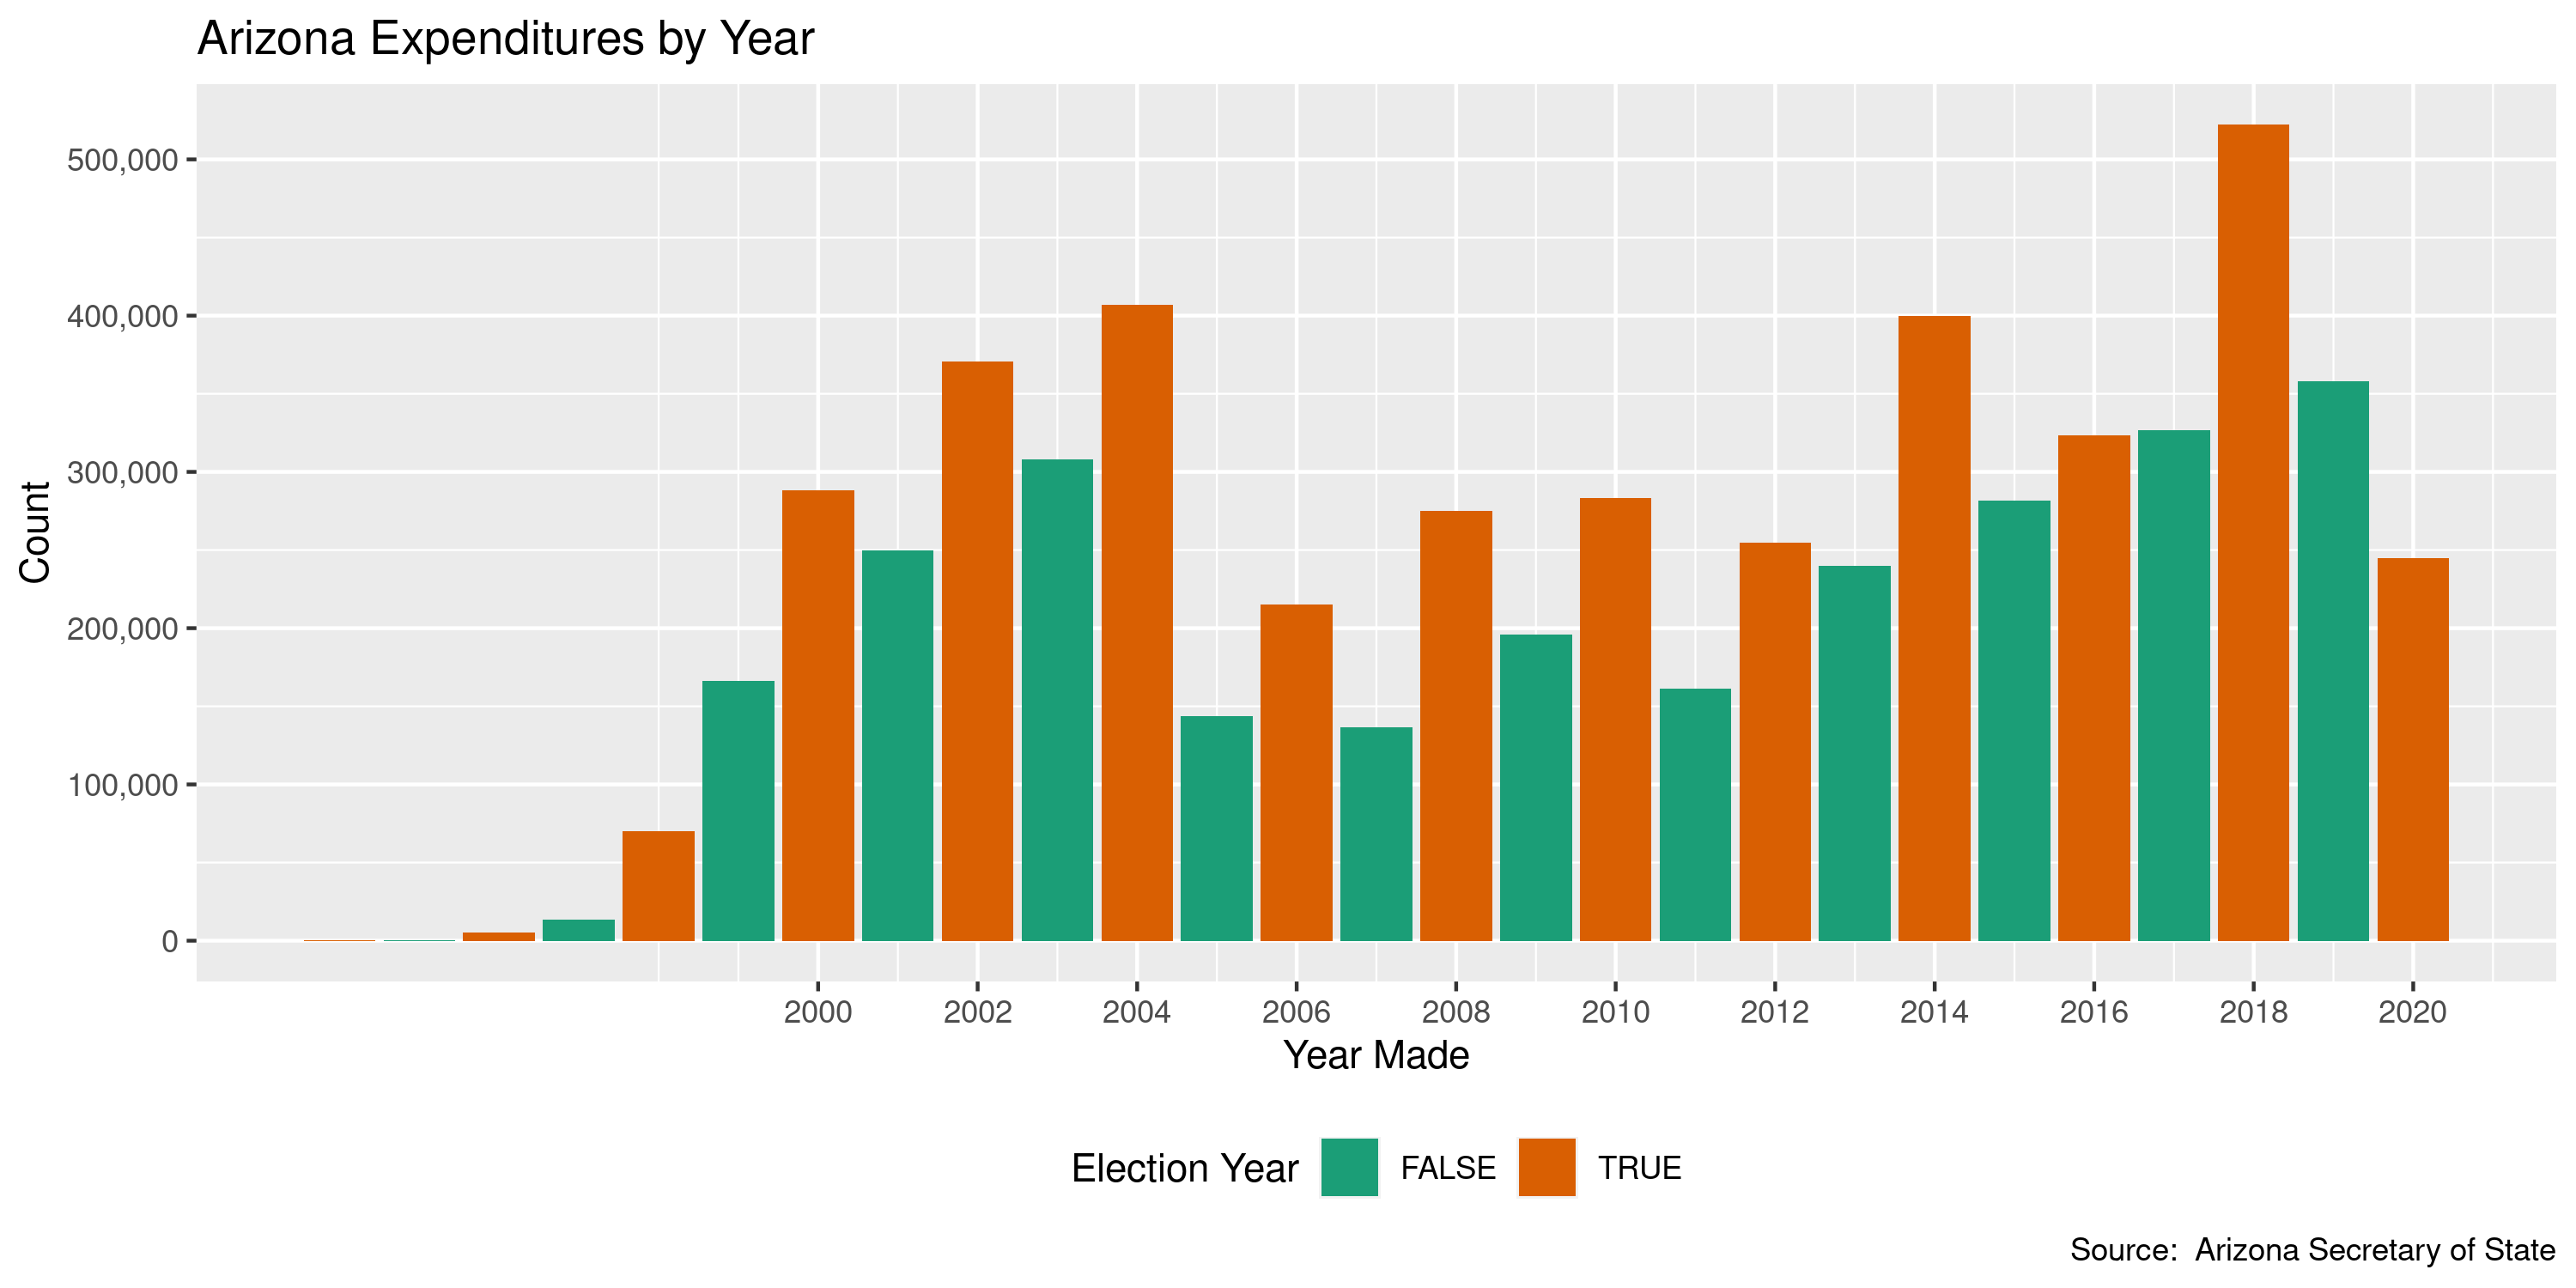 Arizona Expenditures by Year
Count
500,000
400,000
300,000
200,000
100,000
0
2000 2002 2004 2006 2008 2010 2012 2014 2016 2018 2020
Year Made
Election Year FALSE TRUE
Source: Arizona Secretary of State